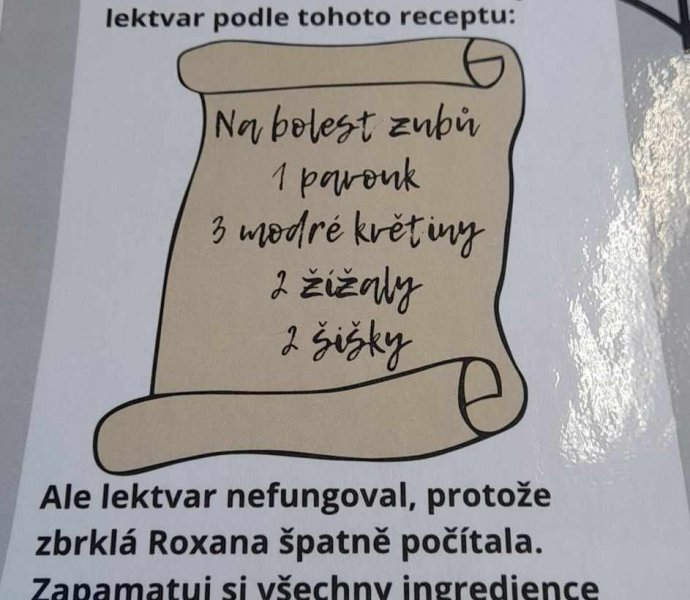 lektvar podle tohoto receptu:
Na bolest zubů
1 pavouk
3 modré květiny
2 žížaly
2 šišky
Ale lektvar nefungoval, protože
zbrklá Roxana špatně počítala.
Zapamatuj si všechny ingredience